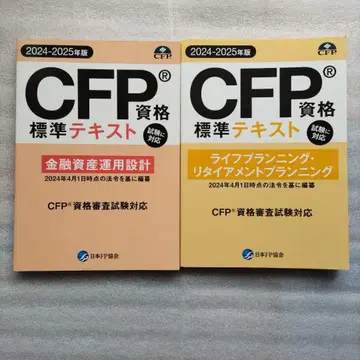 2024-2025年版
CFP
CFP®資格
標準テキスト
試験に対応
金融資産運用設計
2024年4月1日時点の法令を基に編纂
CFP®資格審査試験対応
日本FP協会
2024-2025年版
CFP
CFP®資格
標準テキスト
試験に対応
ライフプランニング・
リタイアメントプランニング
2024年4月1日時点の法令を基に編纂
CFP®資格審査試験対応
日本FP協会